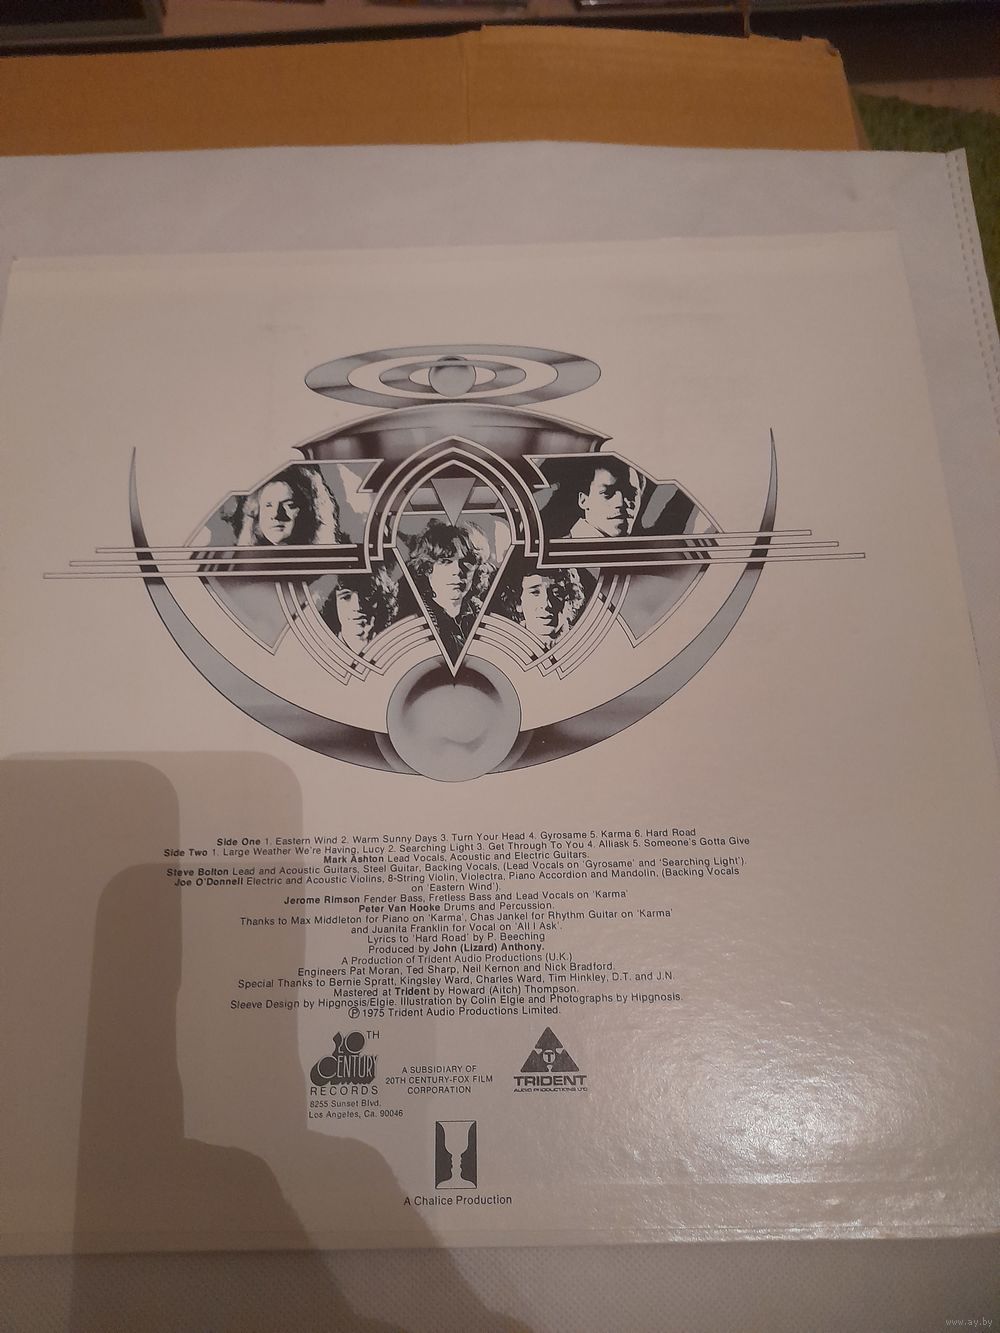 Side One 1. Eastern Wind 2. Warm Sunny Days 3. Turn Your Head 4. Gyrosame 5. Karma 6. Hard Road
Side Two 1. Large Weather We're Having, Lucy 2. Searching Light 3. Get Through To You 4. Alliask 5. Someone's Gotta Give
Mark Ashton Lead Vocals, Acoustic and Electric Guitars.
Steve Bolton Lead and Acoustic Guitars, Steel Guitar, Backing Vocals, (Lead Vocals on 'Gyrosame' and 'Searching Light').
Joe O'Donnell Electric and Acoustic Violins, 8-String Violin, Violectra, Piano Accordion and Mandolin, (Backing Vocals
on 'Eastern Wind').
Jerome Rimson Fender Bass, Fretless Bass and Lead Vocals on 'Karma'
Peter Van Hooke Drums and Percussion.
Thanks to Max Middleton for Piano on 'Karma', Chas Jankel for Rhythm Guitar on 'Karma'
and Juanita Franklin for Vocal on 'All I Ask'.
Lyrics to 'Hard Road' by P. Beeching
Produced by John (Lizard) Anthony.
A Production of Trident Audio Productions (U.K.)
Engineers Pat Moran, Ted Sharp, Neil Kernon and Nick Bradford.
Special Thanks to Bernie Spratt, Kingsley Ward, Charles Ward, Tim Hinkley, D.T. and J.N.
Mastered at Trident by Howard (Aitch) Thompson.
Sleeve Design by Hipgnosis/Elgie. Illustration by Colin Elgie and Photographs by Hipgnosis.
Ⓟ 1975 Trident Audio Productions Limited.
20TH
CENTURY
RECORDS
8255 Sunset Blvd.
Los Angeles, Ca. 90046
A SUBSIDIARY OF
20TH CENTURY-FOX FILM
CORPORATION
T
TRIDENT
AUDIO PRODUCTIONS LTD
A Chalice Production
www.ay.by